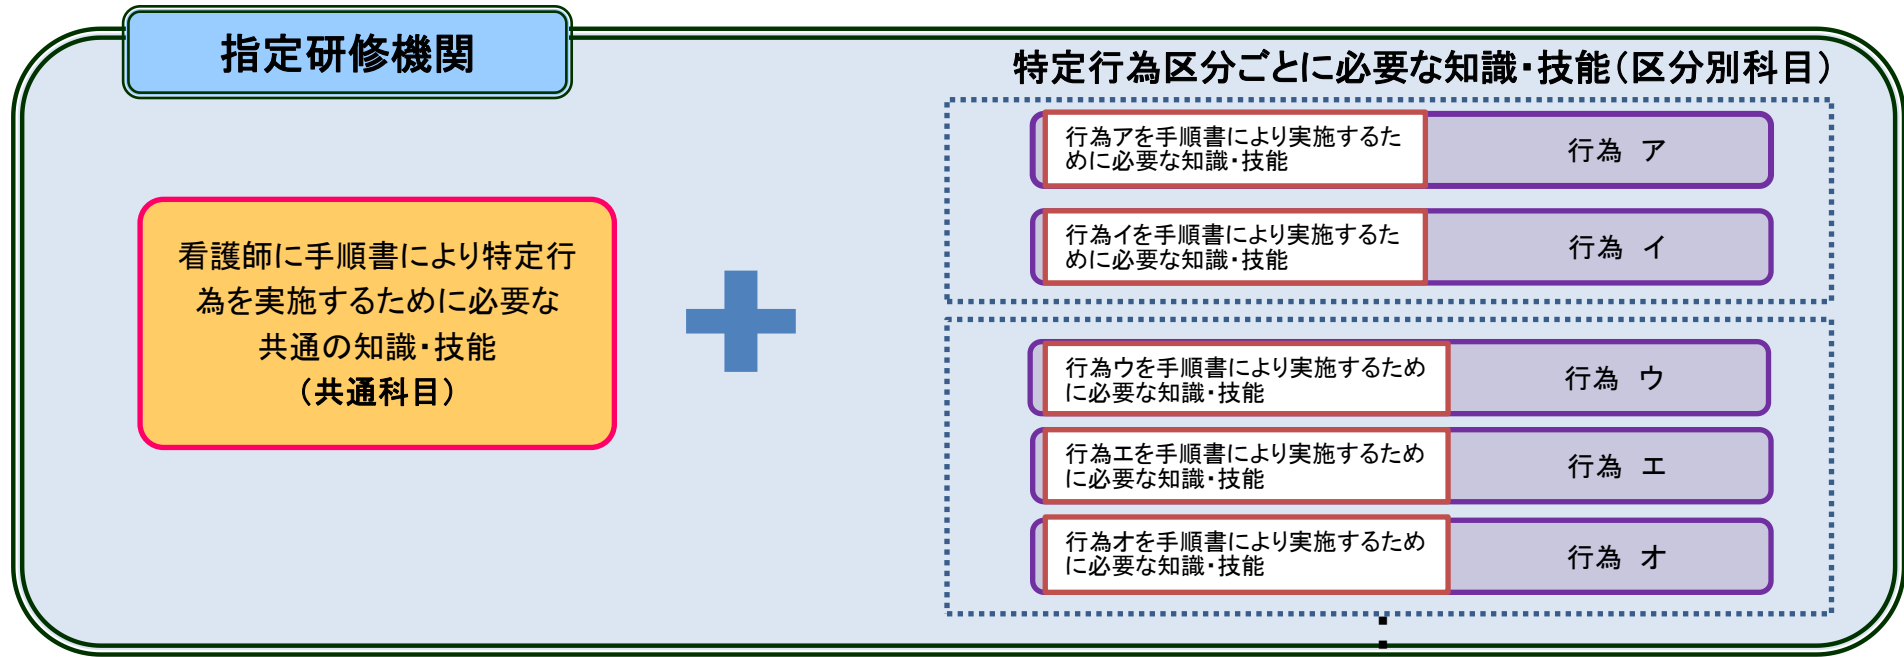 指定研修機関
特定行為区分ごとに必要な知識・技能(区分別科目)
看護師に手順書により特定行
為を実施するために必要な
共通の知識・技能
(共通科目)
行為アを手順書により実施するた
めに必要な知識・技能
行為 ア
行為イを手順書により実施するた
めに必要な知識・技能
行為 イ
行為ウを手順書により実施するため
に必要な知識・技能
行為 ウ
行為エを手順書により実施するため
に必要な知識・技能
行為 エ
行為オを手順書により実施するため
に必要な知識・技能
行為 オ